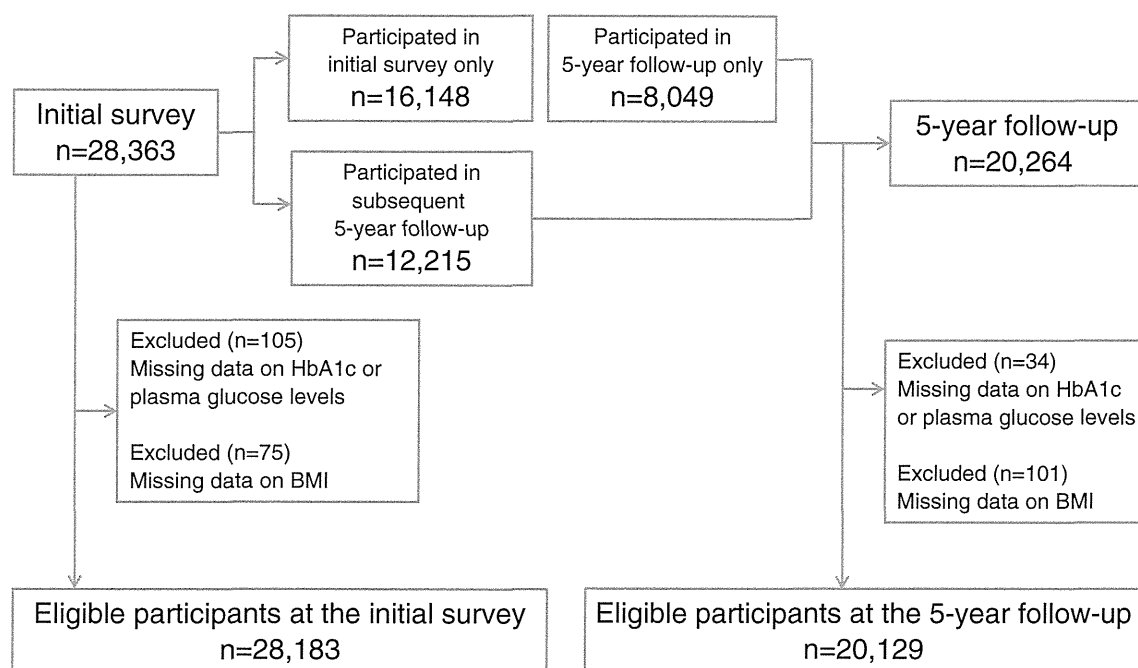 Initial survey
n=28,363
Participated in
initial survey only
n=16,148
Participated in
5-year follow-up only
n=8,049
Participated in
subsequent
5-year follow-up
n=12,215
5-year follow-up
n=20,264
Excluded (n=105)
Missing data on HbA1c or
plasma glucose levels
Excluded (n=75)
Missing data on BMI
Excluded (n=34)
Missing data on HbA1c
or plasma glucose levels
Excluded (n=101)
Missing data on BMI
Eligible participants at the initial survey
n=28,183
Eligible participants at the 5-year follow-up
n=20,129